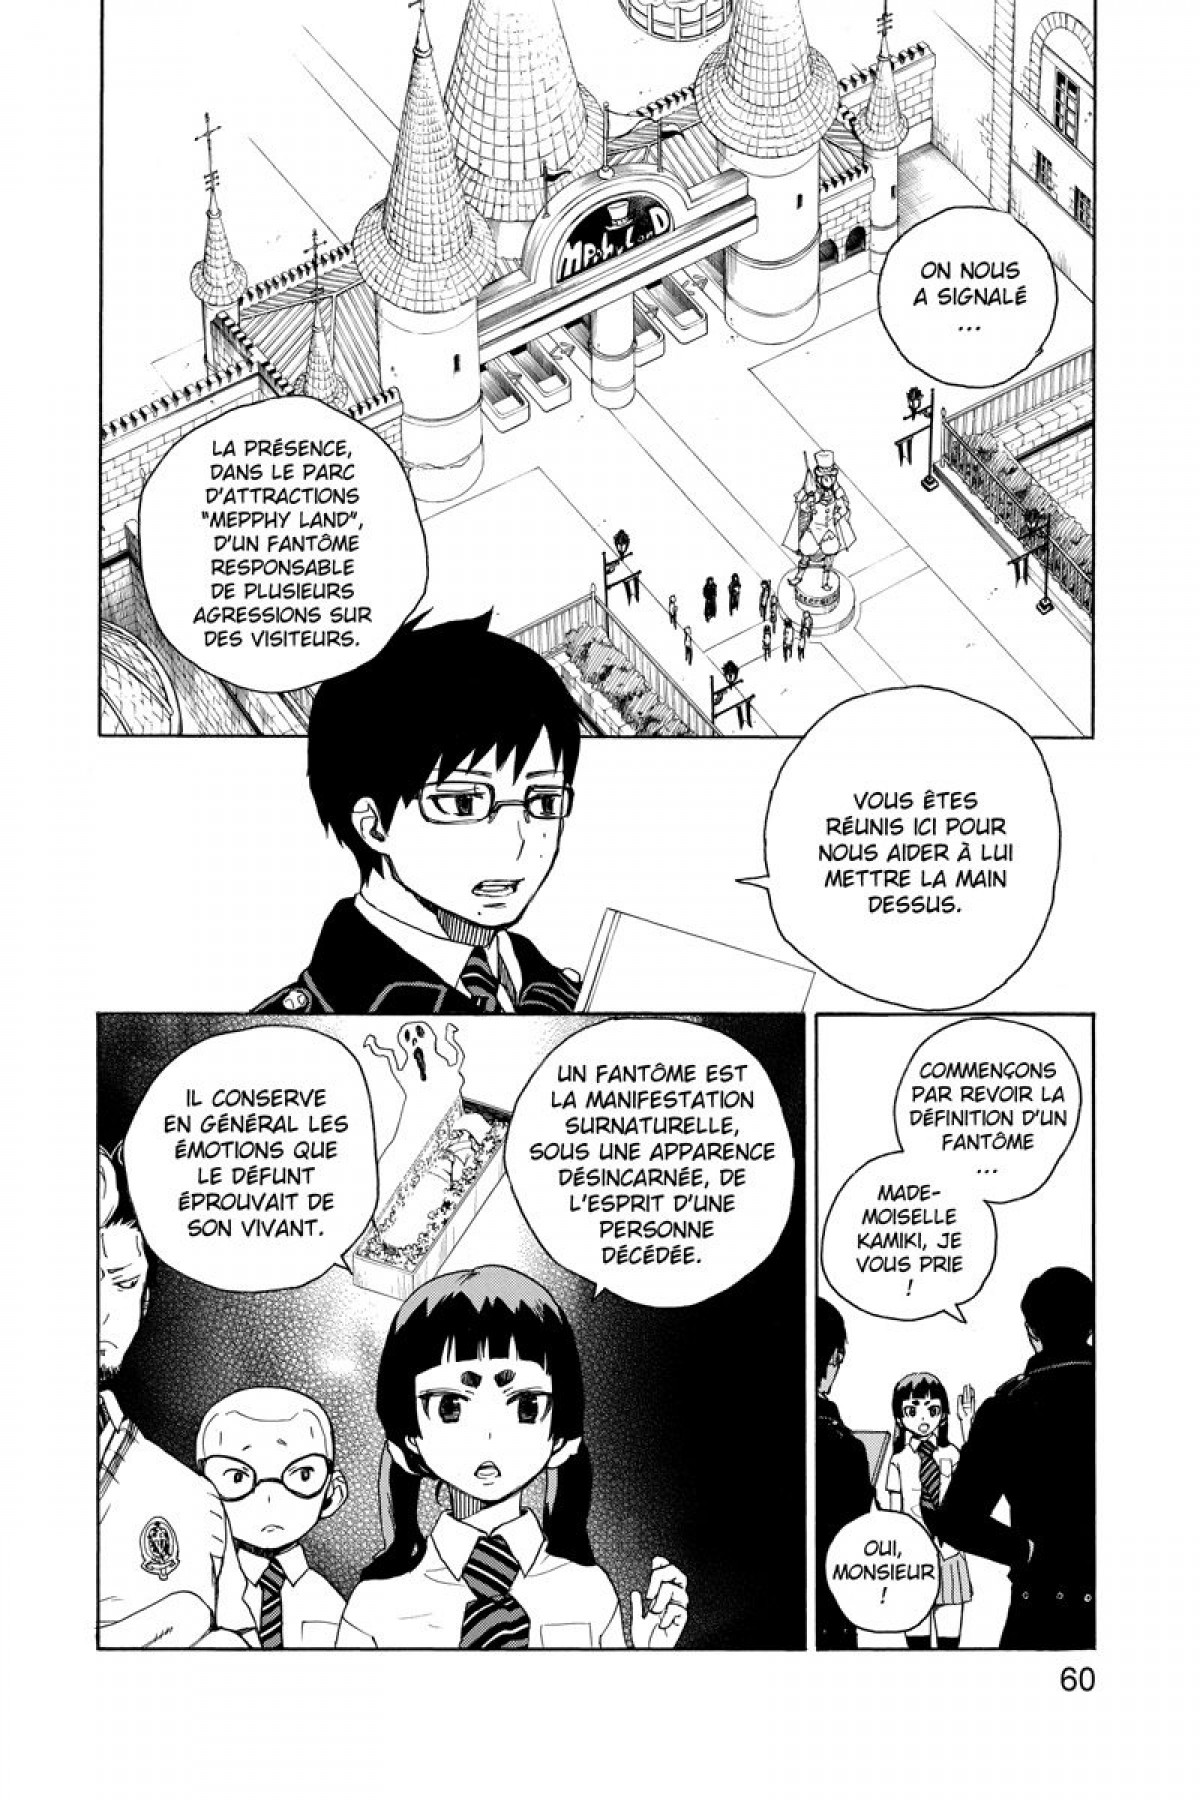 ON NOUS
A SIGNALÉ
...
MEPHY LAND
LA PRÉSENCE,
DANS LE PARC
D'ATTRACTIONS
"MEPPHY LAND",
D'UN FANTÔME
RESPONSABLE
DE PLUSIEURS
AGRESSIONS SUR
DES VISITEURS.
VOUS ÊTES
RÉUNIS ICI POUR
NOUS AIDER À LUI
METTRE LA MAIN
DESSUS.
COMMENÇONS
PAR REVOIR LA
DÉFINITION D'UN
FANTÔME
...
MADE-
MOISELLE
KAMIKI, JE
VOUS PRIE
!
OUI,
MONSIEUR
!
UN FANTÔME EST
LA MANIFESTATION
SURNATURELLE,
SOUS UNE APPARENCE
DÉSINCARNÉE, DE
L'ESPRIT D'UNE
PERSONNE
DÉCÉDÉE.
IL CONSERVE
EN GÉNÉRAL LES
ÉMOTIONS QUE
LE DÉFUNT
ÉPROUVAIT DE
SON VIVANT.
60